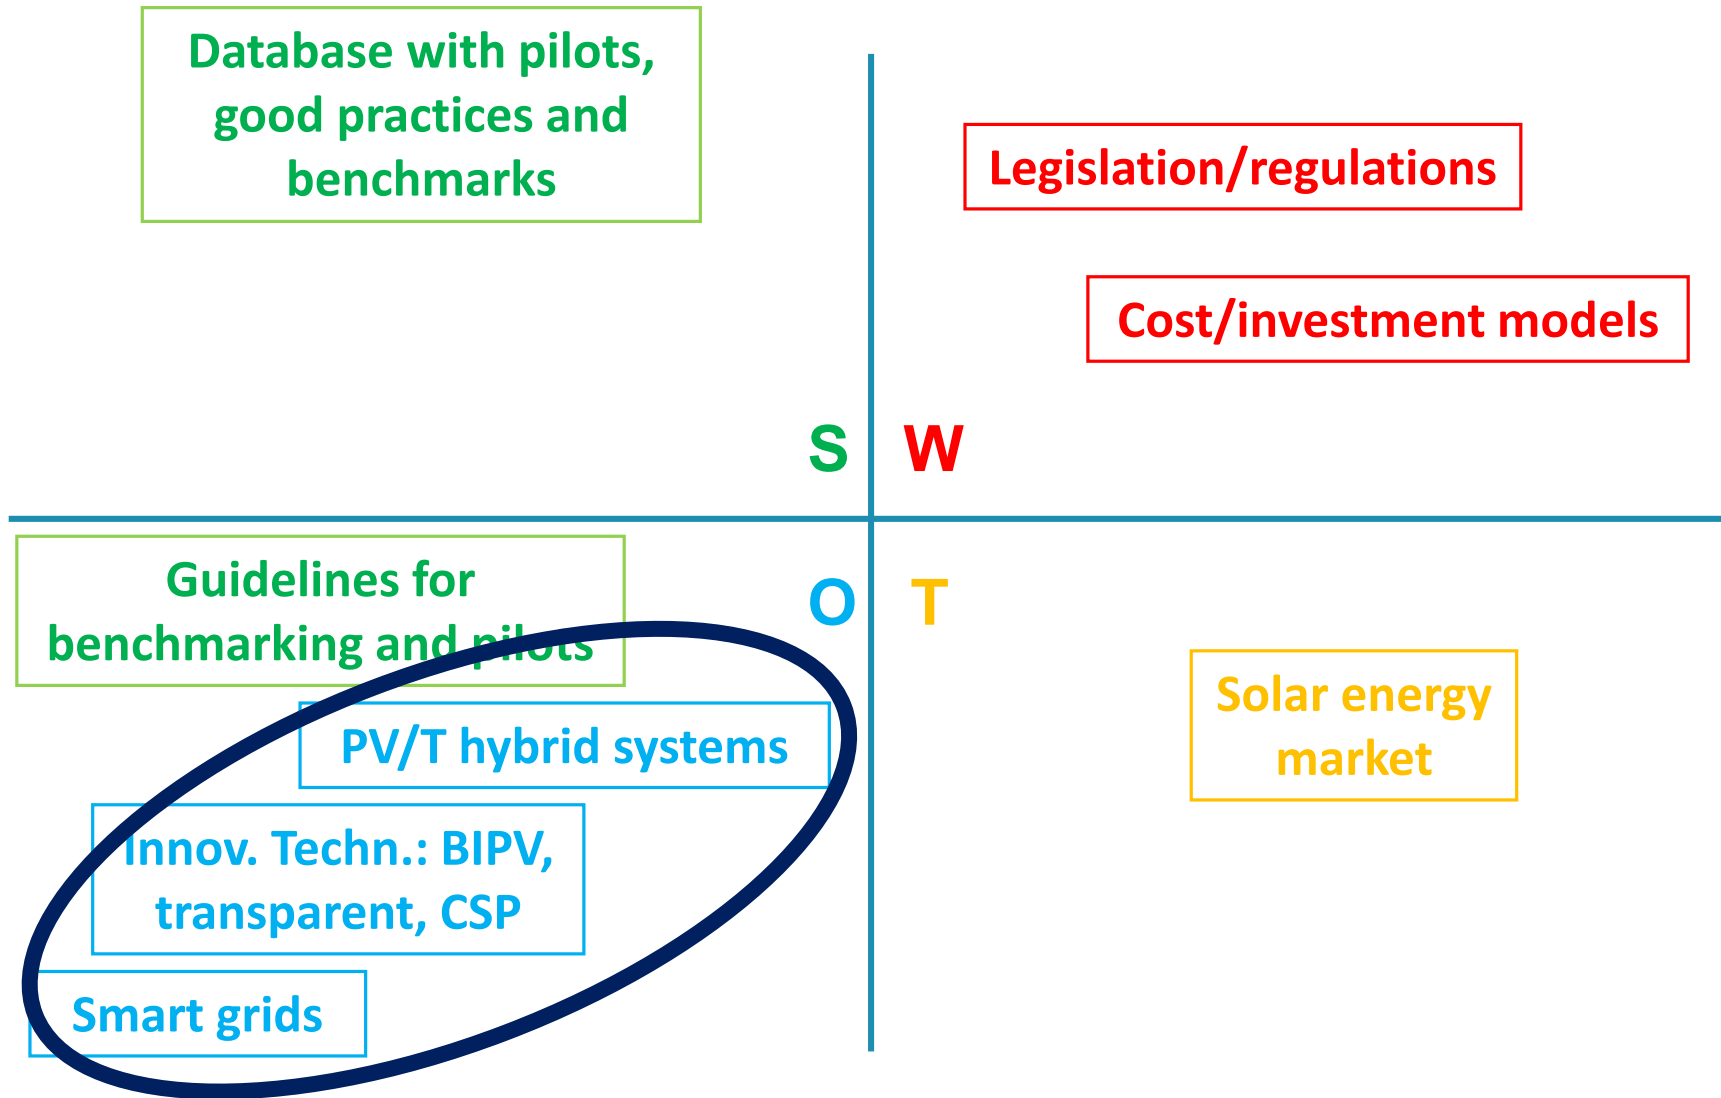 Database with pilots,
good practices and
benchmarks
Legislation/regulations
Cost/investment models
S
W
O
T
Guidelines for
benchmarking and pilots
PV/T hybrid systems
Innov. Techn.: BIPV,
transparent, CSP
Smart grids
Solar energy
market